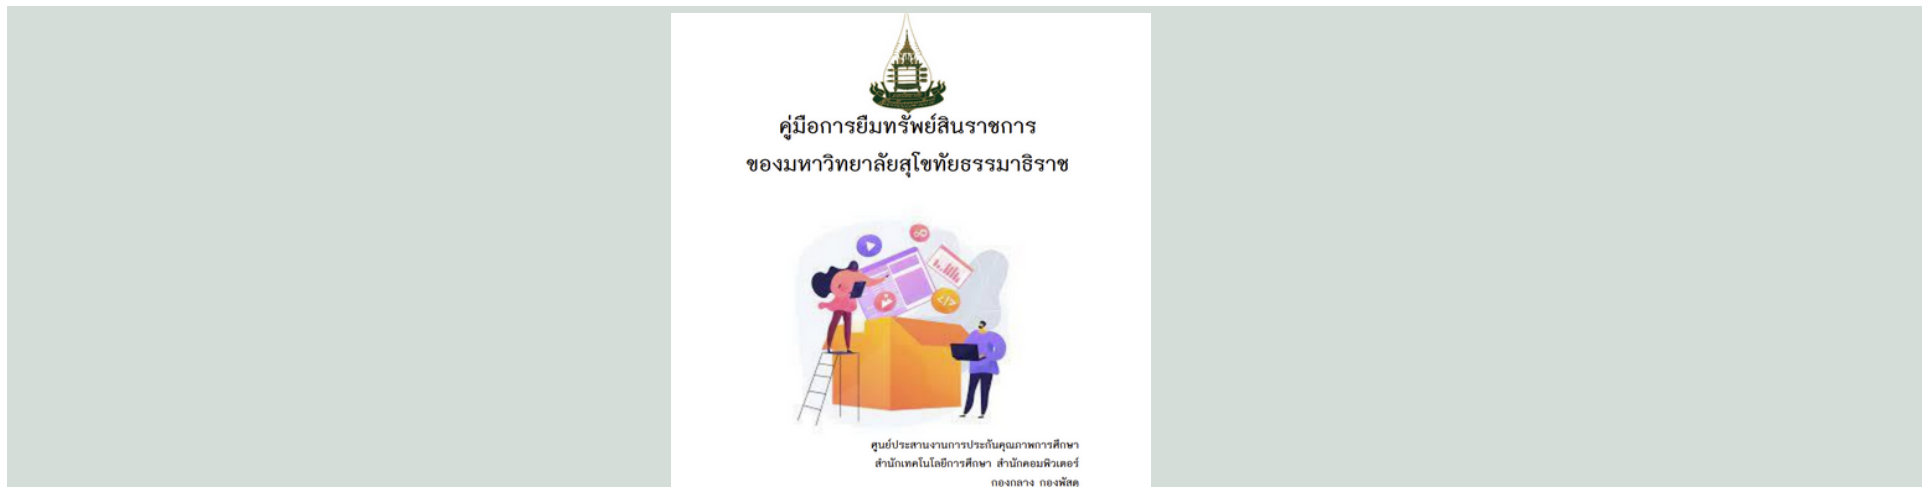 คู่มือการยืมทรัพย์สินราชการ
ของมหาวิทยาลัยสุโขทัยธรรมาธิราช
ศูนย์ประสานงานการประกันคุณภาพการศึกษา
สำนักเทคโนโลยีการศึกษา สำนักคอมพิวเตอร์
กองกลาง กองพัสดุ